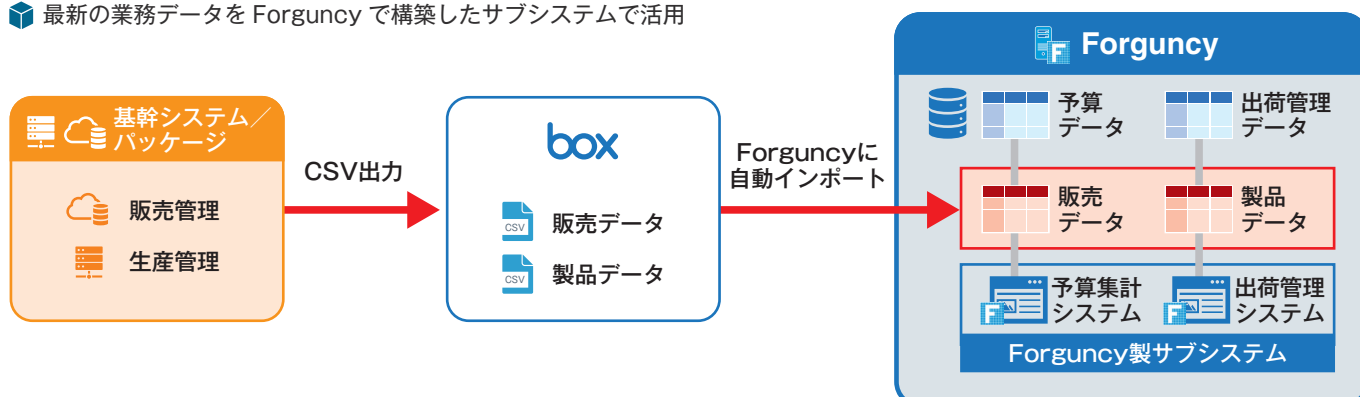 最新の業務データを Forguncy で構築したサブシステムで活用
基幹システム／
パッケージ
販売管理
生産管理
CSV出力
box
CSV
販売データ
CSV
製品データ
Forguncyに
自動インポート
Forguncy
予算
データ
出荷管理
データ
販売
データ
製品
データ
予算集計
システム
出荷管理
システム
Forguncy製サブシステム